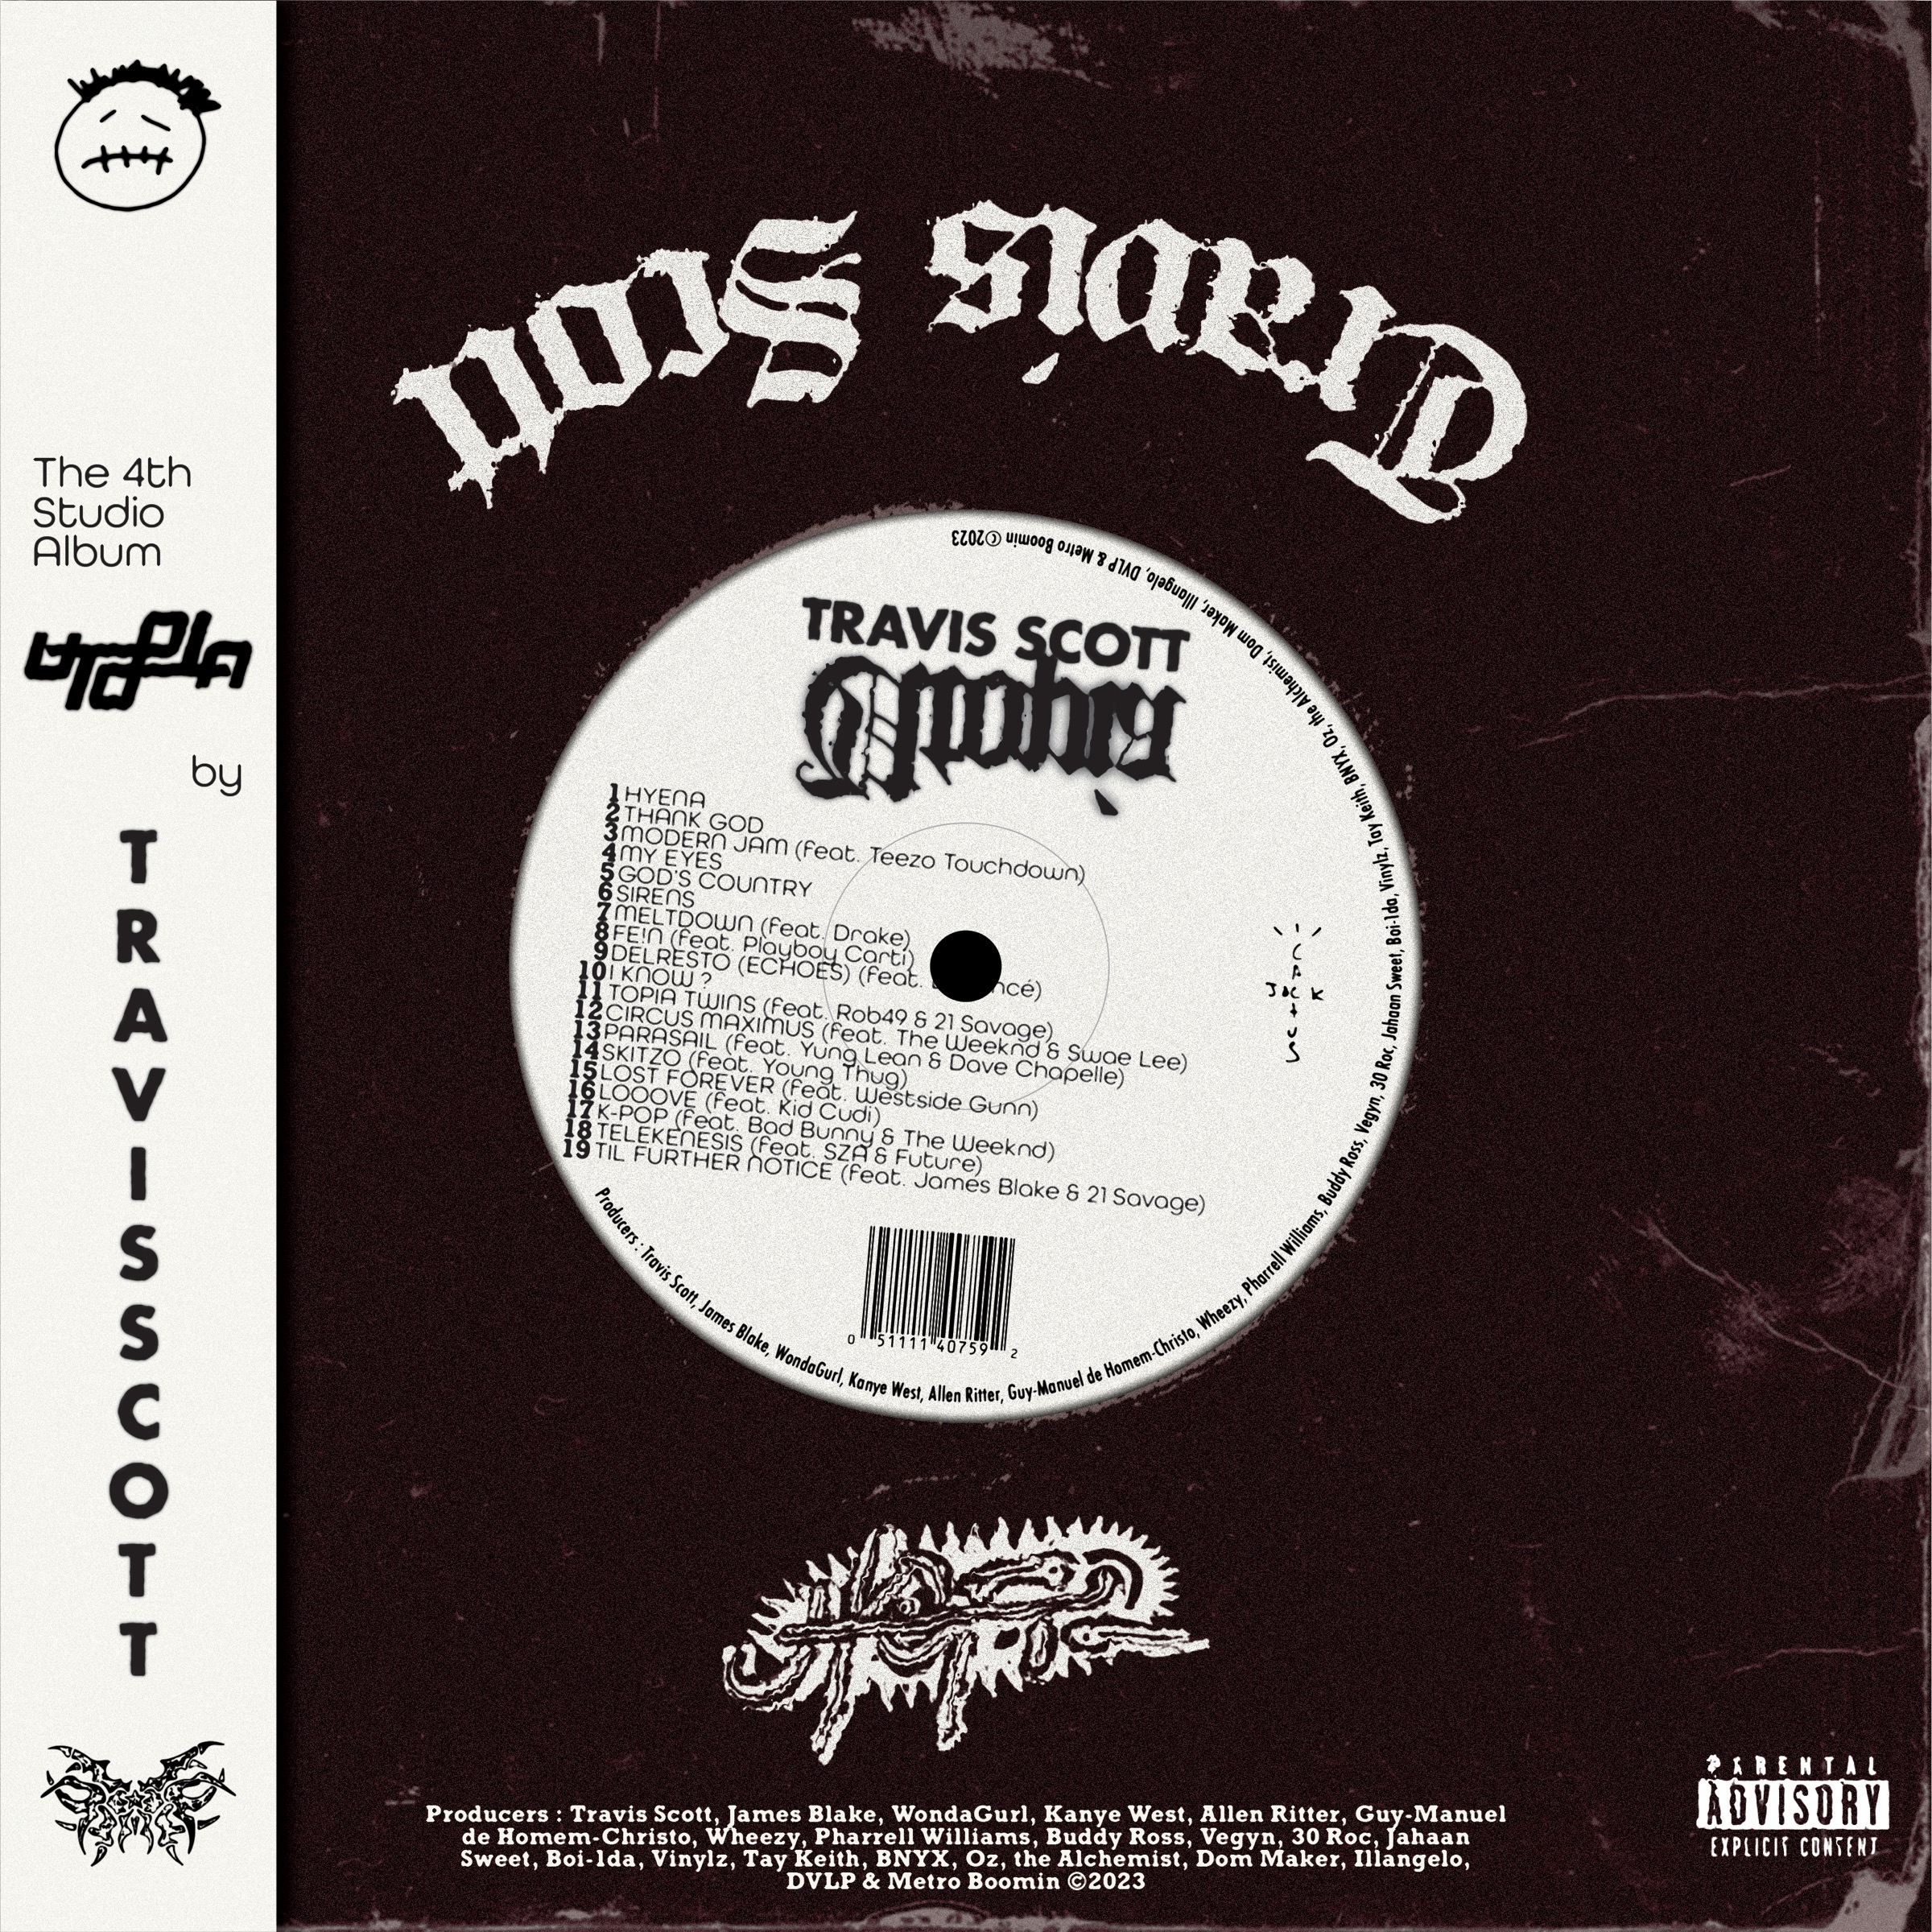 The 4th
Studio
Album
UTOPIA
by
TRAVIS SCOTT
Travis Scott
TRAVIS SCOTT
Utopia
1 HYENA
2 THANK GOD
3 MODERN JAM (feat. Teezo Touchdown)
4 MY EYES
5 GOD'S COUNTRY
6 SIRENS
7 MELTDOWN (feat. Drake)
8 FE!N (feat. Playboy Carti)
9 DELRESTO (ECHOES) (feat. ncé)
10 I KNOW ?
11 TOPIA TWINS (feat. Rob49 & 21 Savage)
12 CIRCUS MAXIMUS (feat. The Weeknd & Swae Lee)
13 PARASAIL (feat. Yung Lean & Dave Chapelle)
14 SKITZO (feat. Young Thug)
15 LOST FOREVER (feat. Westside Gunn)
16 LOOOVE (feat. Kid Cudi)
17 K-POP (feat. Bad Bunny & The Weeknd)
18 TELEKENESIS (feat. SZA & Future)
19 TIL FURTHER NOTICE (feat. James Blake & 21 Savage)
CACtUS
JACK
0 51111 40759 2
Producers : Travis Scott, James Blake, WondaGurl, Kanye West, Allen Ritter, Guy-Manuel de Homem-Christo, Wheezy, Pharrell Williams, Buddy Ross, Vegyn, 30 Roc, Jahaan Sweet, Boi-1da, Vinylz, Tay Keith, BNYX, Oz, the Alchemist, Dom Maker, Illangelo, DVLP & Metro Boomin ©2023
Producers : Travis Scott, James Blake, WondaGurl, Kanye West, Allen Ritter, Guy-Manuel
de Homem-Christo, Wheezy, Pharrell Williams, Buddy Ross, Vegyn, 30 Roc, Jahaan
Sweet, Boi-1da, Vinylz, Tay Keith, BNYX, Oz, the Alchemist, Dom Maker, Illangelo,
DVLP & Metro Boomin ©2023
PARENTAL
ADVISORY
EXPLICIT CONTENT